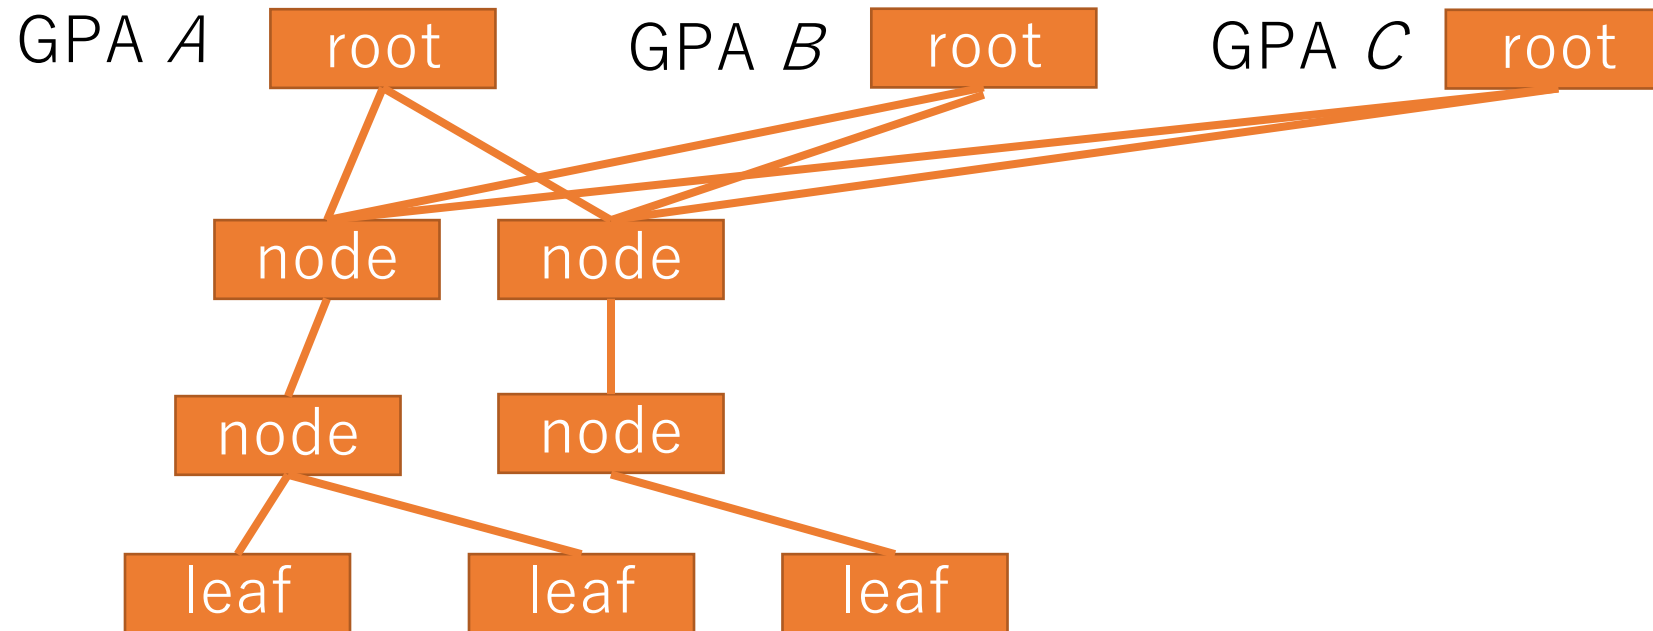 GPA A root GPA B root GPA C root
node node
node node
leaf leaf leaf